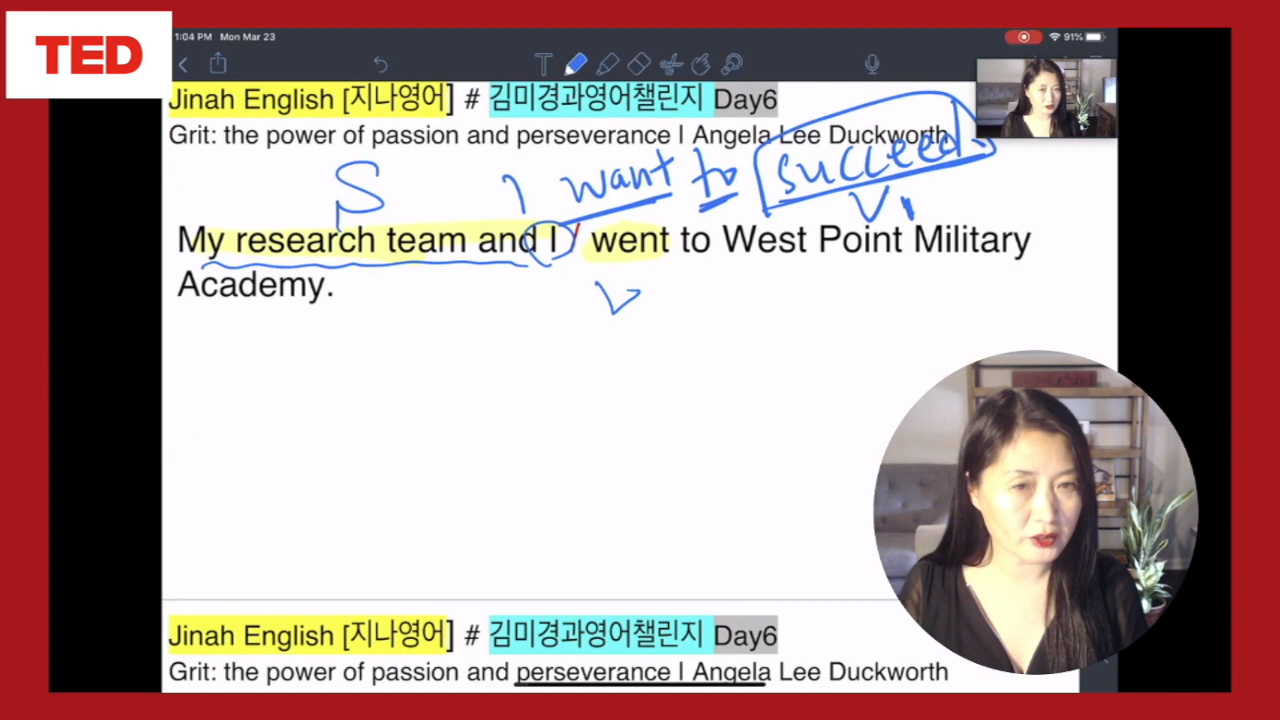 TED
1:04 PM Mon Mar 23
91%
Jinah English [지나영어] # 김미경과영어챌린지 Day6
Grit: the power of passion and perseverance I Angela Lee Duckworth
S
I want to succeed.
V
My research team and I / went to West Point Military
Academy.
V
Jinah English [지나영어] # 김미경과영어챌린지 Day6
Grit: the power of passion and perseverance I Angela Lee Duckworth